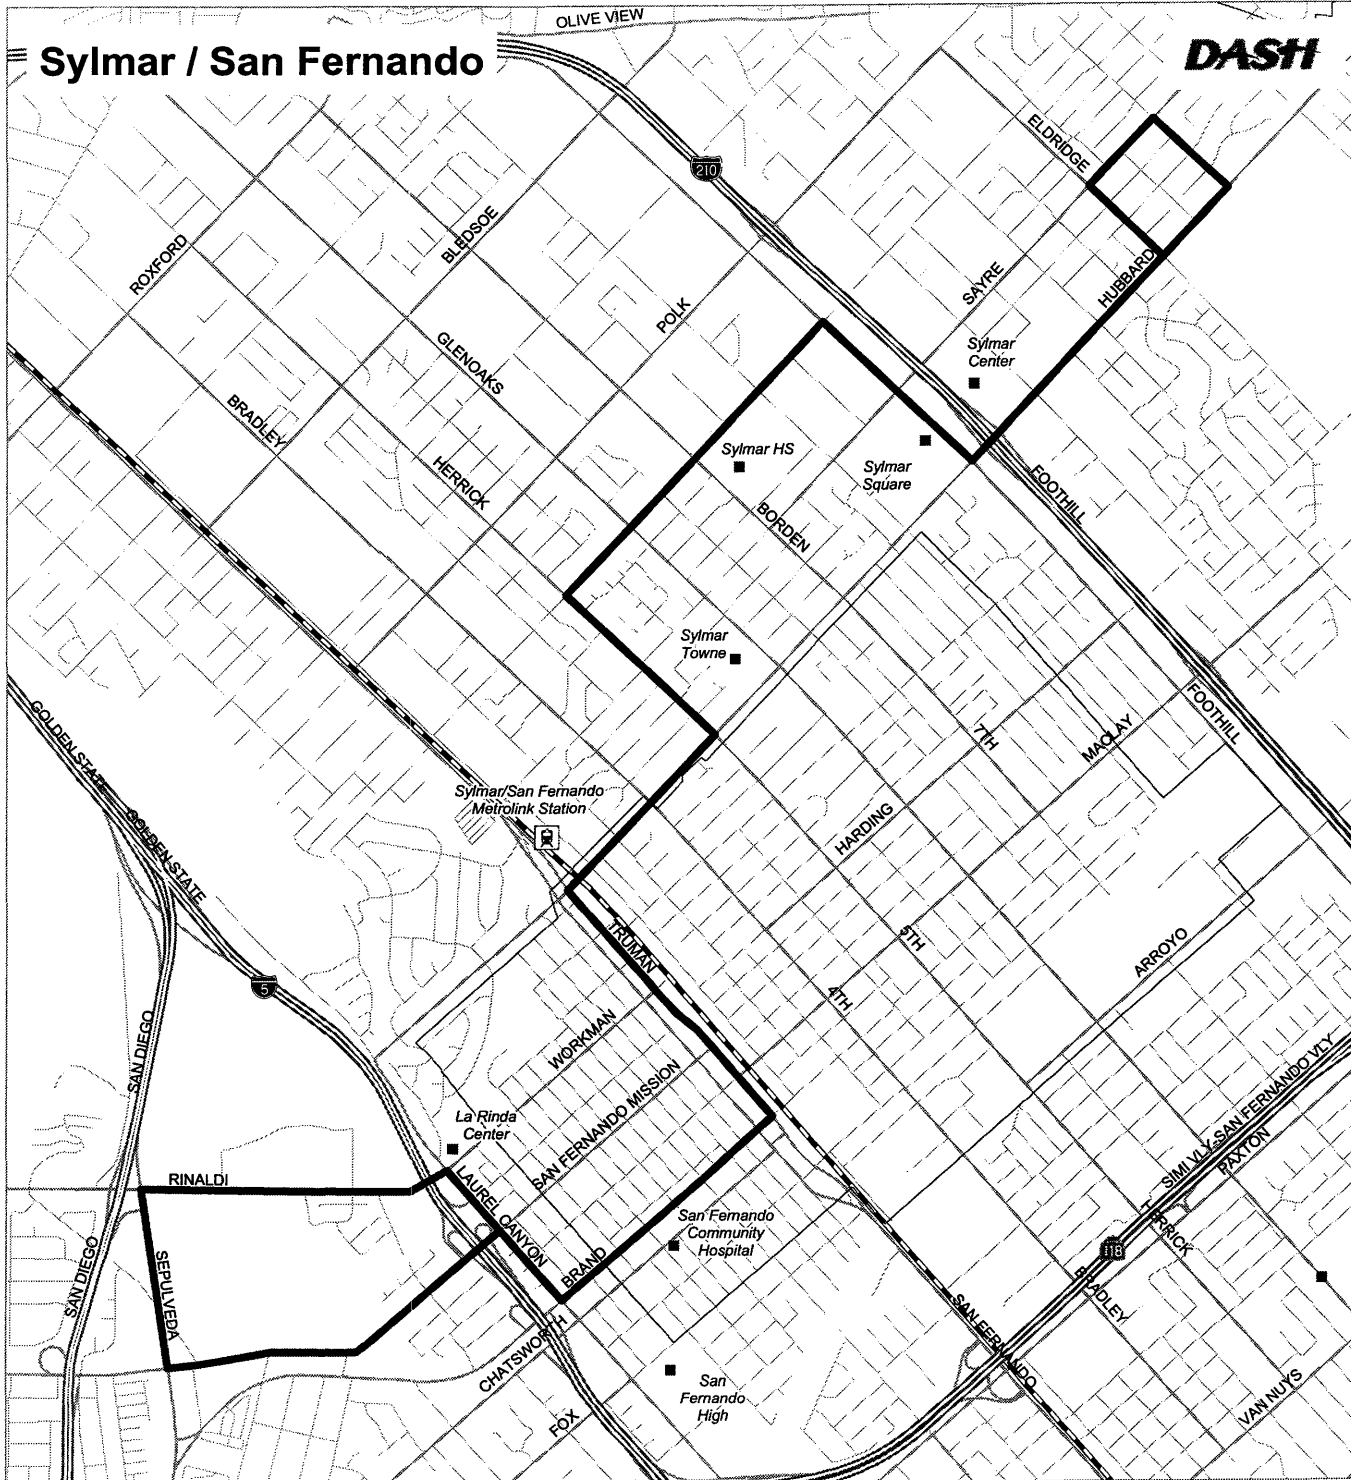 OLIVE VIEW
Sylmar / San Fernando
DASH
ELDRIDGE
210
ROXFORD
BLEDSOE
SAYRE
HUBBARD
POLK
GLENOAKS
Sylmar
Center
BRADLEY
HERRICK
Sylmar HS
Sylmar
Square
FOOTHILL
BORDEN
Sylmar
Towne
GOLDEN STATE
FOOTHILL
7TH
MACLAY
Sylmar/San Fernando
Metrolink Station
GOLDEN STATE
HARDING
TRUMAN
5TH
ARROYO
5
4TH
WORKMAN
SAN DIEGO
SAN FERNANDO MISSION
SIMI VLY-SAN FERNANDO VLY
PAXTON
La Rinda
Center
RINALDI
LAUREL CANYON
San Fernando
Community
Hospital
HERRICK
118
BRAND
SAN DIEGO
SEPULVEDA
BRADLEY
SAN FERNANDO
CHATSWORTH
San
Fernando
High
FOX
VAN NUYS